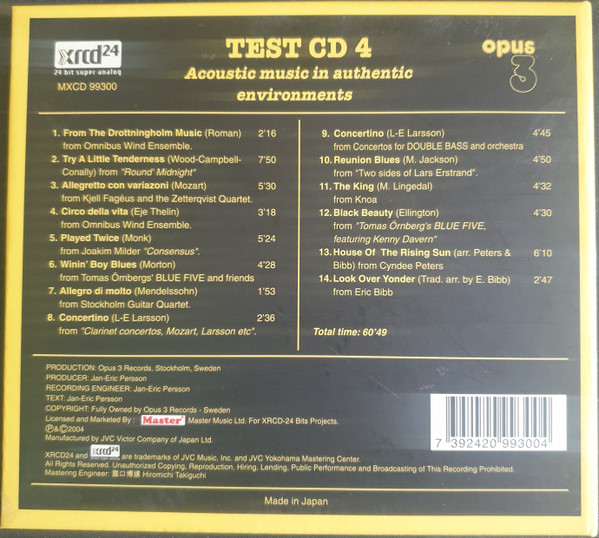 xrcd24
24 bit super analog
MXCD 99300
TEST CD 4
Acoustic music in authentic
environments
opus
3
1. From The Drottningholm Music (Roman) 2'16
from Omnibus Wind Ensemble.
2. Try A Little Tenderness (Wood-Campbell-
Conally) from "Round' Midnight" 7'50
3. Allegretto con variazoni (Mozart) 5'30
from Kjell Fagéus and the Zetterqvist Quartet.
4. Circo della vita (Eje Thelin) 3'18
from Omnibus Wind Ensemble.
5. Played Twice (Monk) 5'24
from Joakim Milder "Consensus".
6. Winin' Boy Blues (Morton) 4'28
from Tomas Örnbergs' BLUE FIVE and friends
7. Allegro di molto (Mendelssohn) 1'53
from Stockholm Guitar Quartet.
8. Concertino (L-E Larsson) 2'36
from "Clarinet concertos, Mozart, Larsson etc".
9. Concertino (L-E Larsson) 4'45
from Concertos for DOUBLE BASS and orchestra
10. Reunion Blues (M. Jackson) 4'50
from "Two sides of Lars Erstrand".
11. The King (M. Lingedal) 4'32
from Knoa
12. Black Beauty (Ellington) 4'30
from "Tomas Örnberg's BLUE FIVE,
featuring Kenny Davern"
13. House Of The Rising Sun (arr. Peters & 6'10
Bibb) from Cyndee Peters
14. Look Over Yonder (Trad. arr. by E. Bibb) 2'47
from Eric Bibb
Total time: 60'49
PRODUCTION: Opus 3 Records, Stockholm, Sweden
PRODUCER: Jan-Eric Persson
RECORDING ENGINEER: Jan-Eric Persson
TEXT: Jan-Eric Persson
COPYRIGHT: Fully Owned by Opus 3 Records - Sweden
Licensed and Marketed By: Master Master Music Ltd. For XRCD-24 Bits Projects.
Ⓟ&©2004
Manufactured by JVC Victor Company of Japan Ltd.
XRCD24 and xrcd24 are trademarks of JVC Music, Inc. and JVC Yokohama Mastering Center.
All Rights Reserved. Unauthorized Copying, Reproduction, Hiring, Lending, Public Performance and Broadcasting of This Recording Prohibited.
Mastering Engineer: 瀧口博達 Hiromichi Takiguchi
7 392420 993004
Made in Japan